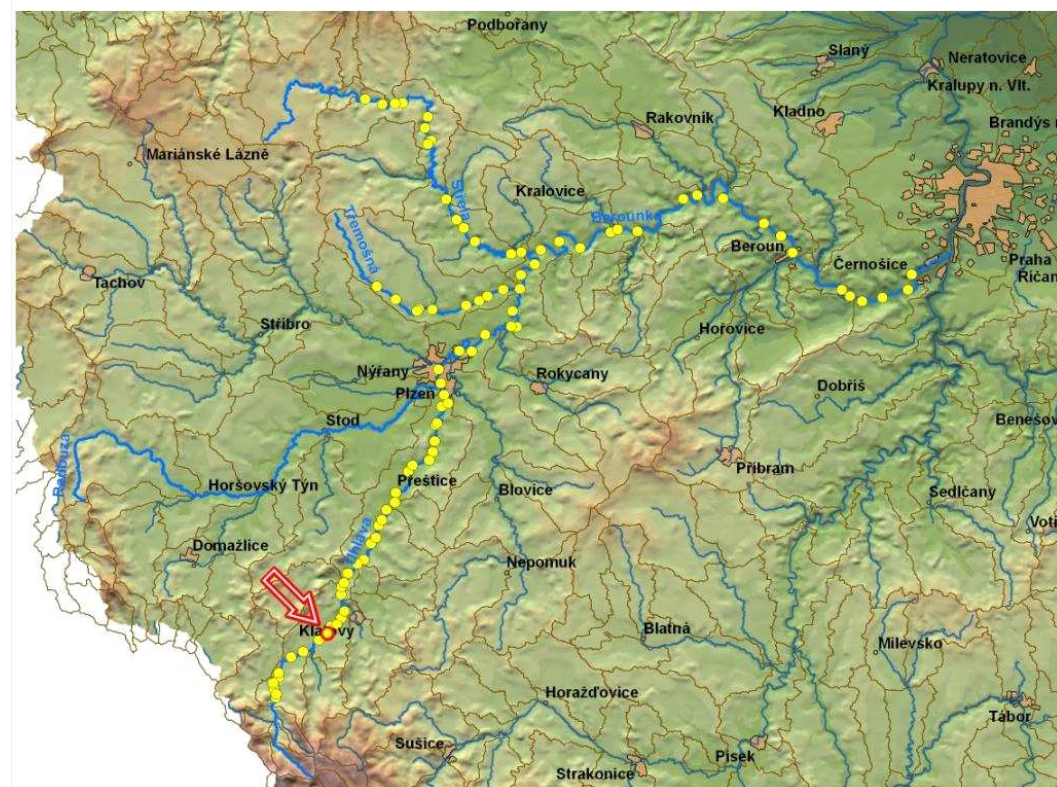 Podbořany
Slaný
Neratovice
Kralupy n. Vlt.
Kladno
Rakovník
Brandýs n
Mariánské Lázně
Střela
Kralovice
Třemošná
Berounka
Beroun
Černošice
Praha
Říčan
Tachov
Stříbro
Hořovice
Nýřany
Rokycany
Plzeň
Dobříš
Stod
Benešov
Radbuza
Horšovský Týn
Přeštice
Blovice
Příbram
Sedlčany
Voti
Domažlice
Úhlava
Nepomuk
Klatovy
Blatná
Milevsko
Horažďovice
Tábor
Sušice
Písek
Strakonice